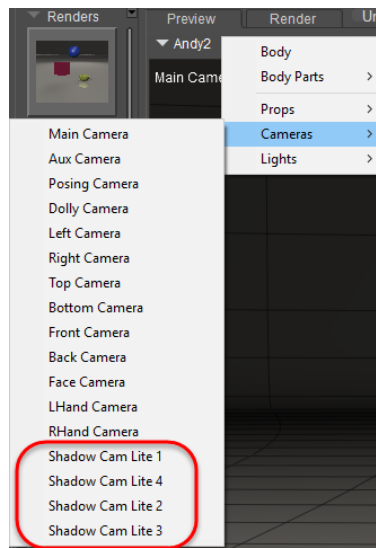 Renders
Preview
Render
Andy2
Main Came
Body
Body Parts
Props
Cameras
Lights
Main Camera
Aux Camera
Posing Camera
Dolly Camera
Left Camera
Right Camera
Top Camera
Bottom Camera
Front Camera
Back Camera
Face Camera
LHand Camera
RHand Camera
Shadow Cam Lite 1
Shadow Cam Lite 4
Shadow Cam Lite 2
Shadow Cam Lite 3